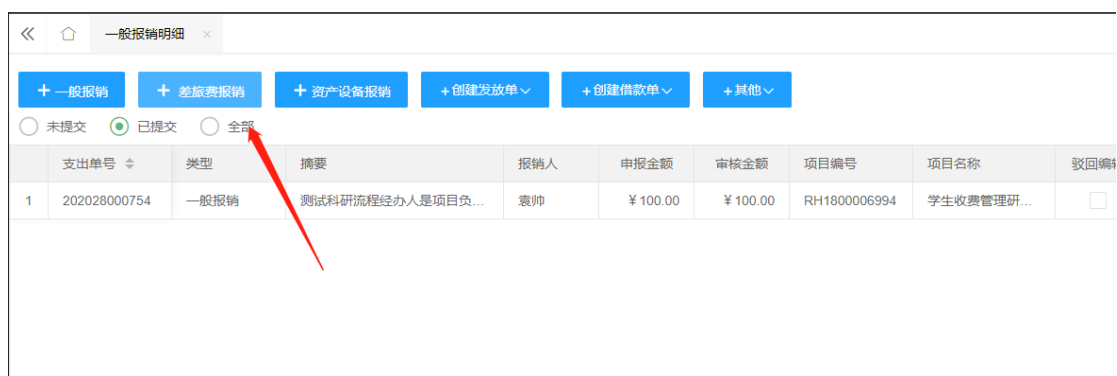 一般报销明细
+ 一般报销 + 差旅费报销 + 资产设备报销 +创建发放单 +创建借款单 +其他
未提交 已提交 全部
支出单号 类型 摘要 报销人 申报金额 审核金额 项目编号 项目名称 驳回编辑
1 202028000754 一般报销 测试科研流程经办人是项目负... 袁帅 ¥100.00 ¥100.00 RH1800006994 学生收费管理研...